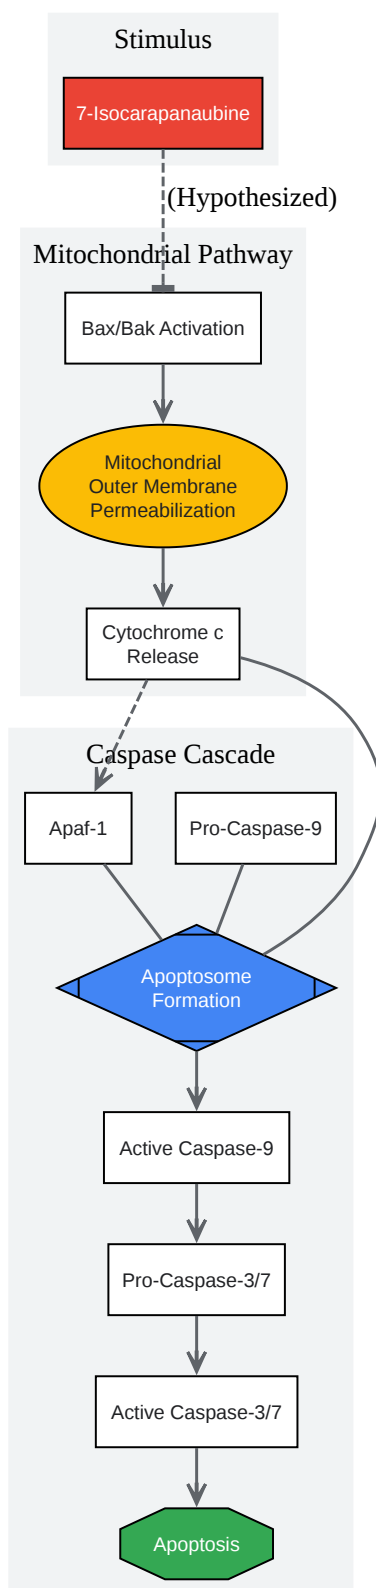 Stimulus
7-Isocarapanaubine
(Hypothesized)
Mitochondrial Pathway
Bax/Bak Activation
Mitochondrial
Outer Membrane
Permeabilization
Cytochrome c
Release
Caspase Cascade
Apaf-1
Pro-Caspase-9
Apoptosome
Formation
Active Caspase-9
Pro-Caspase-3/7
Active Caspase-3/7
Apoptosis